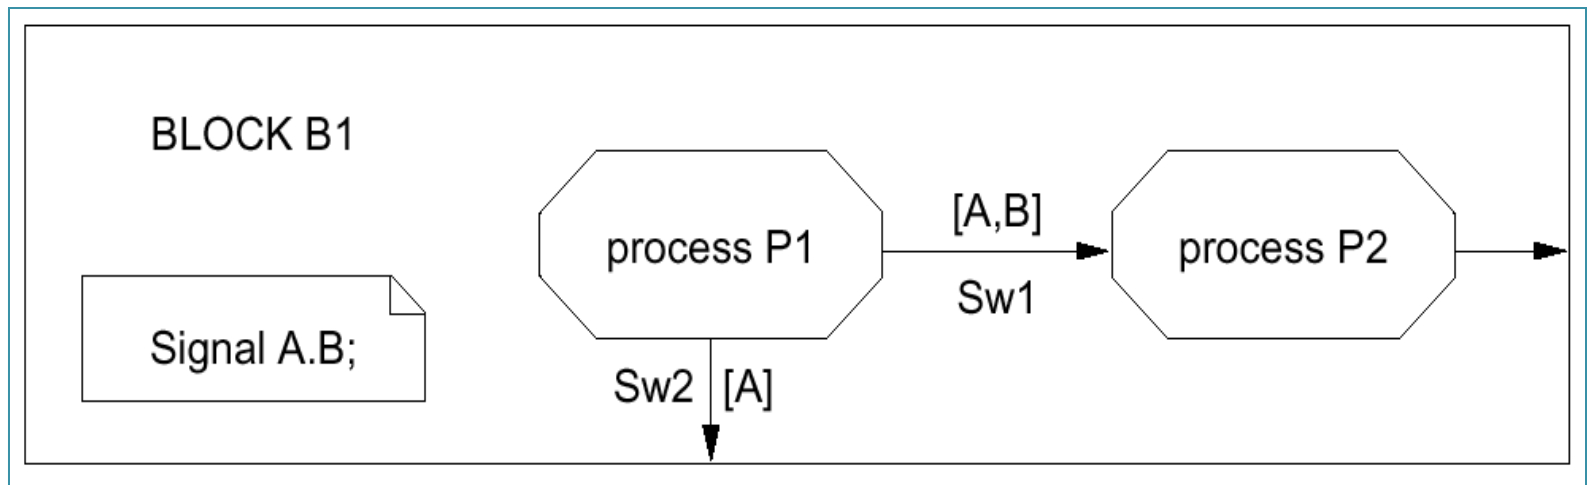 BLOCK B1
process P1
[A,B]
Sw1
process P2
Signal A.B;
Sw2
[A]